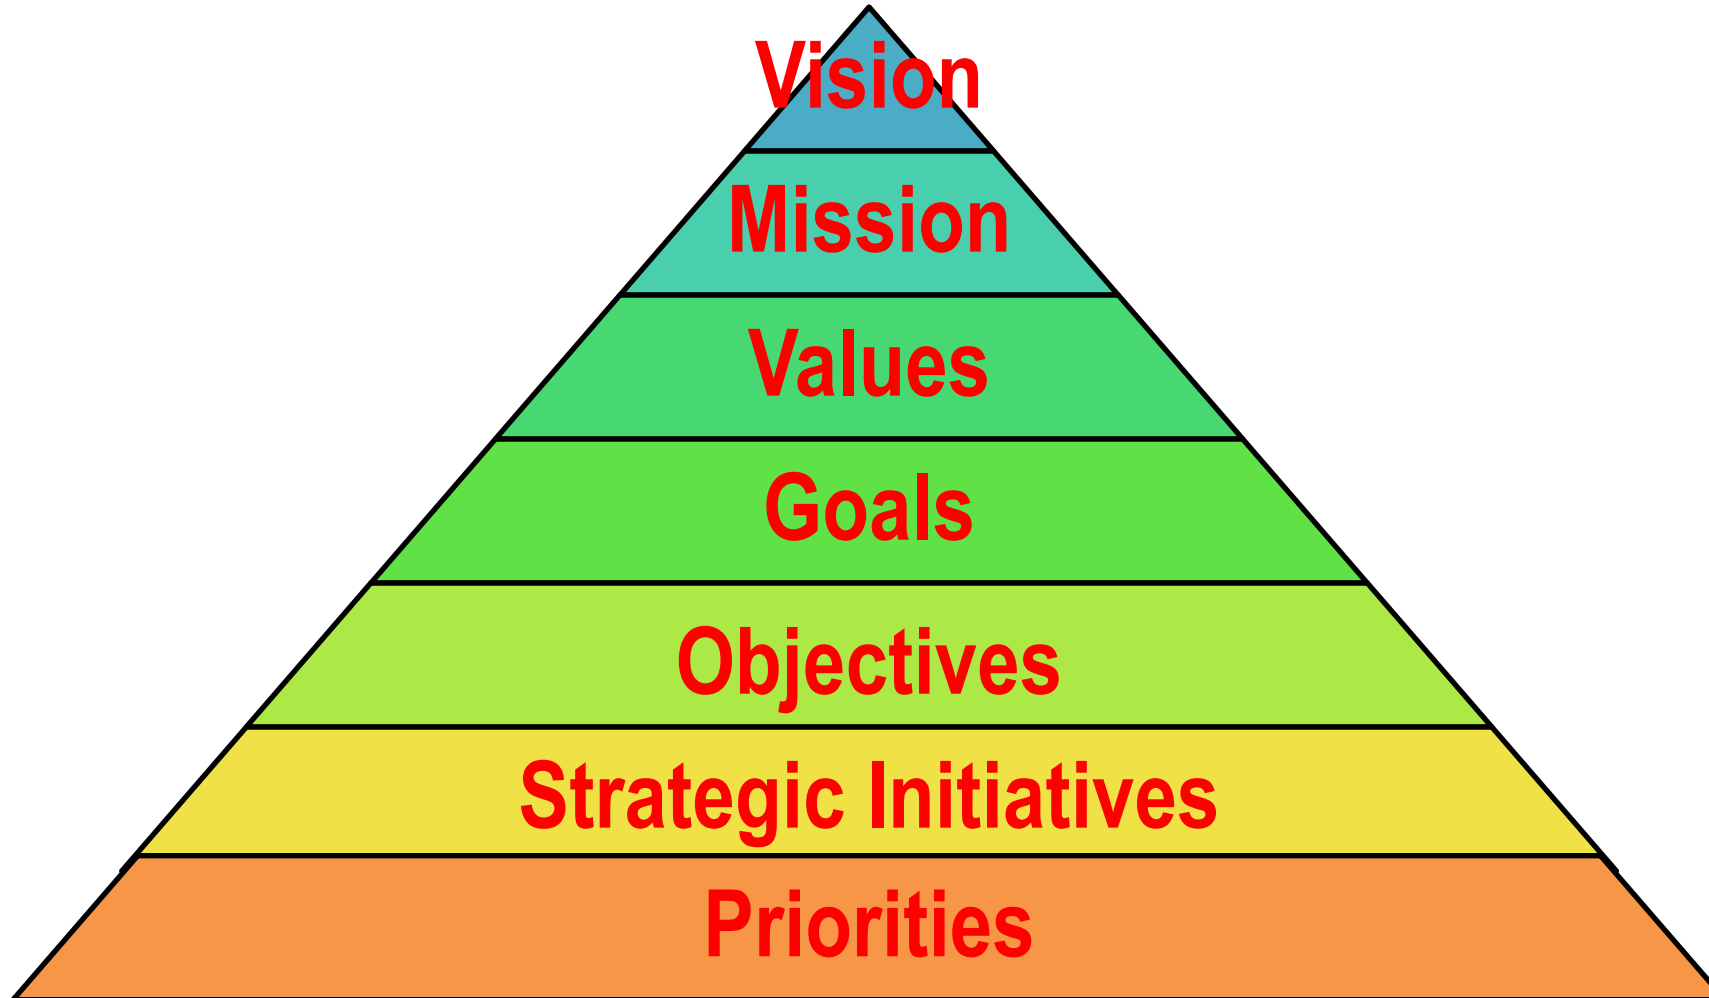 Vision
Mission
Values
Goals
Objectives
Strategic Initiatives
Priorities